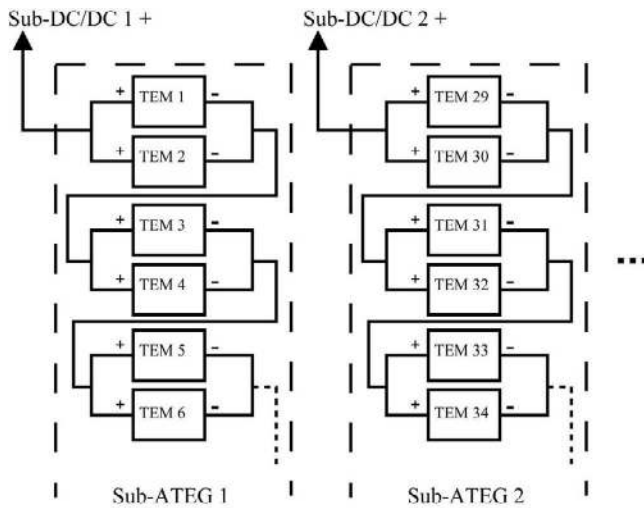 Sub-DC/DC 1 +
Sub-DC/DC 2 +
+ TEM 1 -
+ TEM 2 -
+ TEM 3 -
+ TEM 4 -
+ TEM 5 -
+ TEM 6 -
Sub-ATEG 1
+ TEM 29 -
+ TEM 30 -
+ TEM 31 -
+ TEM 32 -
+ TEM 33 -
+ TEM 34 -
Sub-ATEG 2
...